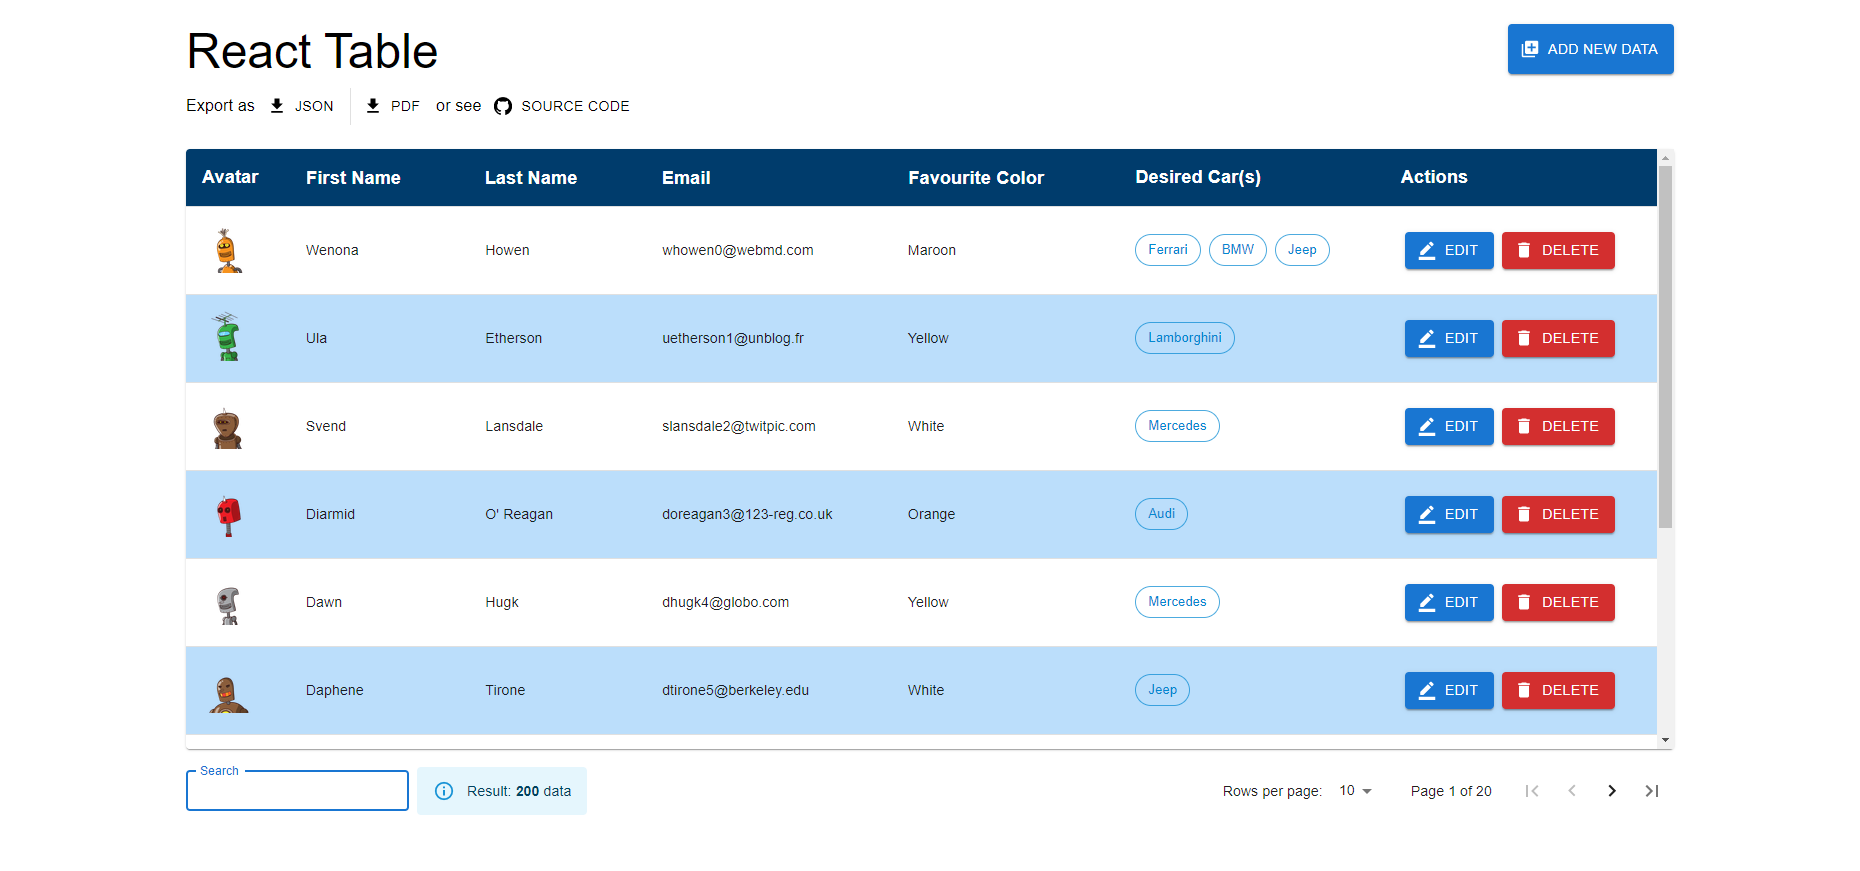 React Table
ADD NEW DATA
Export as JSON PDF or see SOURCE CODE
Avatar First Name Last Name Email Favourite Color Desired Car(s) Actions
Wenona Howen whowen0@webmd.com Maroon Ferrari BMW Jeep EDIT DELETE
Ula Etherson uetherson1@unblog.fr Yellow Lamborghini EDIT DELETE
Svend Lansdale slansdale2@twitpic.com White Mercedes EDIT DELETE
Diarmid O' Reagan doreagan3@123-reg.co.uk Orange Audi EDIT DELETE
Dawn Hugk dhugk4@globo.com Yellow Mercedes EDIT DELETE
Daphene Tirone dtirone5@berkeley.edu White Jeep EDIT DELETE
Search
Result: 200 data Rows per page: 10 Page 1 of 20